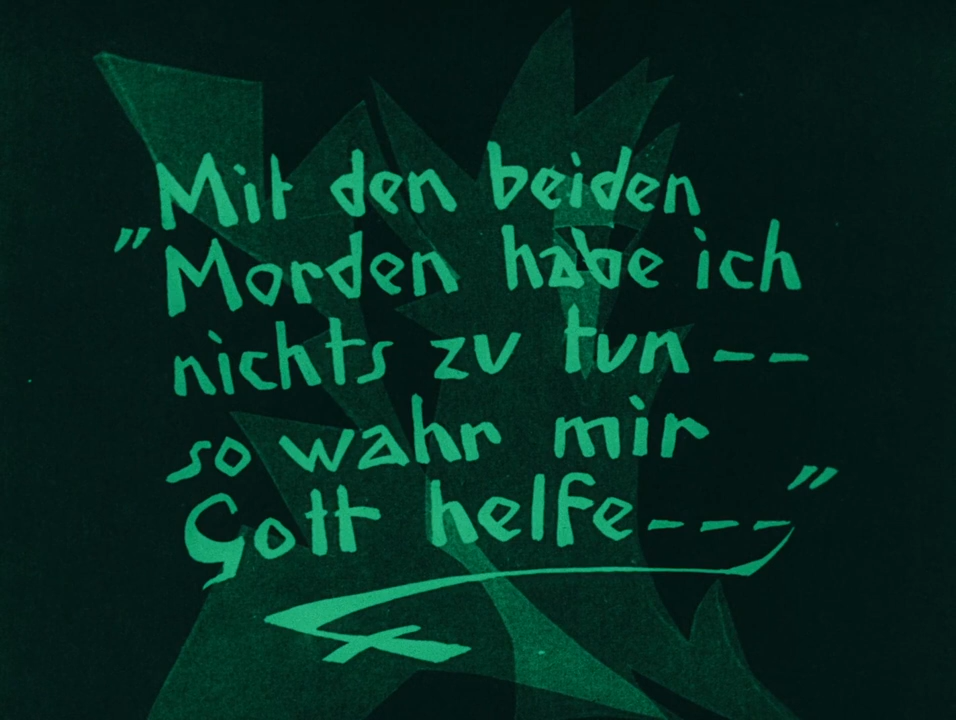 Mit den beiden
"Morden habe ich
nichts zu tun --
so wahr mir
Gott helfe---"